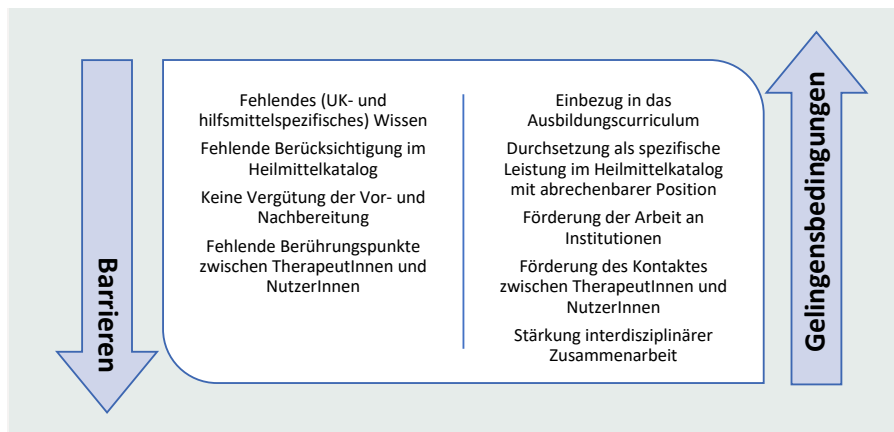 Barrieren
Fehlendes (UK- und
hilfsmittelspezifisches) Wissen
Fehlende Berücksichtigung im
Heilmittelkatalog
Keine Vergütung der Vor- und
Nachbereitung
Fehlende Berührungspunkte
zwischen TherapeutInnen und
NutzerInnen
Einbezug in das
Ausbildungscurriculum
Durchsetzung als spezifische
Leistung im Heilmittelkatalog
mit abrechenbarer Position
Förderung der Arbeit an
Institutionen
Förderung des Kontaktes
zwischen TherapeutInnen und
NutzerInnen
Stärkung interdisziplinärer
Zusammenarbeit
Gelingensbedingungen